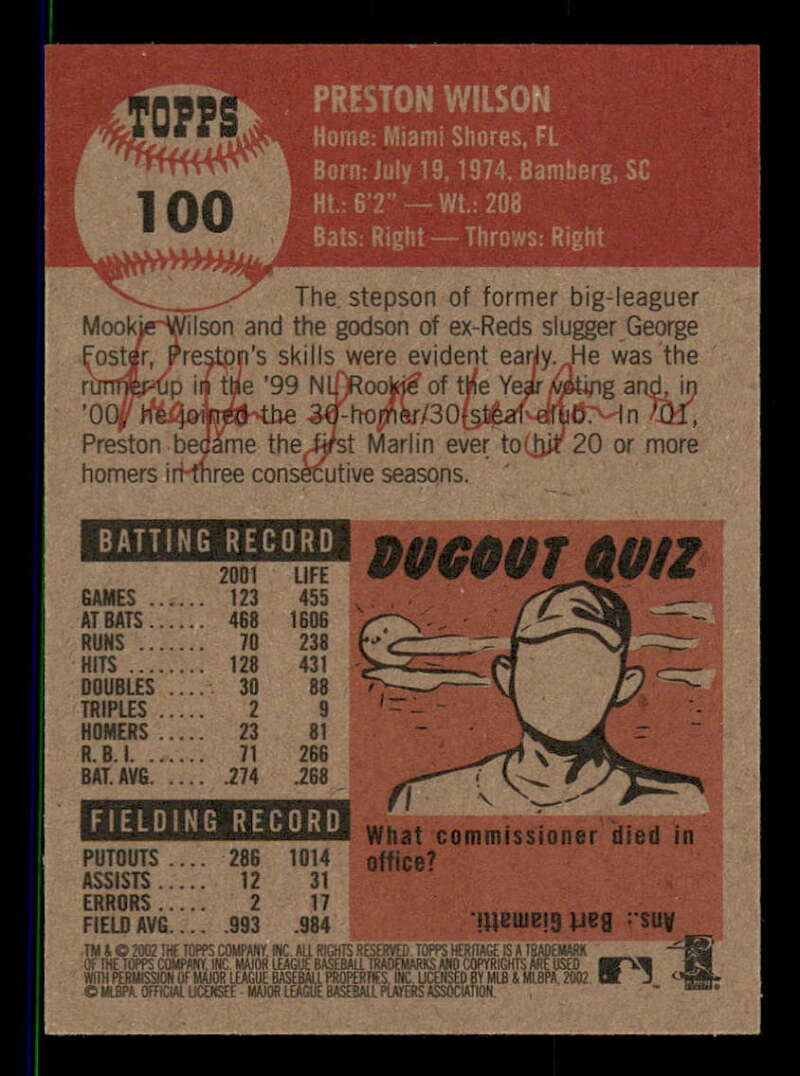 TOPPS
100
PRESTON WILSON
Home: Miami Shores, FL
Born: July 19, 1974, Bamberg, SC
Ht.: 6'2" — Wt.: 208
Bats: Right — Throws: Right
The stepson of former big-leaguer
Mookie Wilson and the godson of ex-Reds slugger George
Foster, Preston's skills were evident early. He was the
runner-up in the '99 NL Rookie of the Year voting and, in
'00, he joined the 30-homer/30-steal club. In '01,
Preston became the first Marlin ever to hit 20 or more
homers in three consecutive seasons.
BATTING RECORD
2001 LIFE
GAMES ...... 123 455
AT BATS ...... 468 1606
RUNS ....... 70 238
HITS ........ 128 431
DOUBLES .... 30 88
TRIPLES ..... 2 9
HOMERS ..... 23 81
R.B.I. ....... 71 266
BAT. AVG. ..... .274 .268
FIELDING RECORD
PUTOUTS .... 286 1014
ASSISTS ..... 12 31
ERRORS ..... 2 17
FIELD AVG. ... .993 .984
DUGOUT QUIZ
What commissioner died in
office?
Ans.: Bart Giamatti.
TM & © 2002 THE TOPPS COMPANY, INC. ALL RIGHTS RESERVED. TOPPS HERITAGE IS A TRADEMARK
OF THE TOPPS COMPANY, INC. MAJOR LEAGUE BASEBALL TRADEMARKS AND COPYRIGHTS ARE USED
WITH PERMISSION OF MAJOR LEAGUE BASEBALL PROPERTIES, INC. LICENSED BY MLB & MLBPA, 2002.
© MLBPA. OFFICIAL LICENSEE - MAJOR LEAGUE BASEBALL PLAYERS ASSOCIATION.